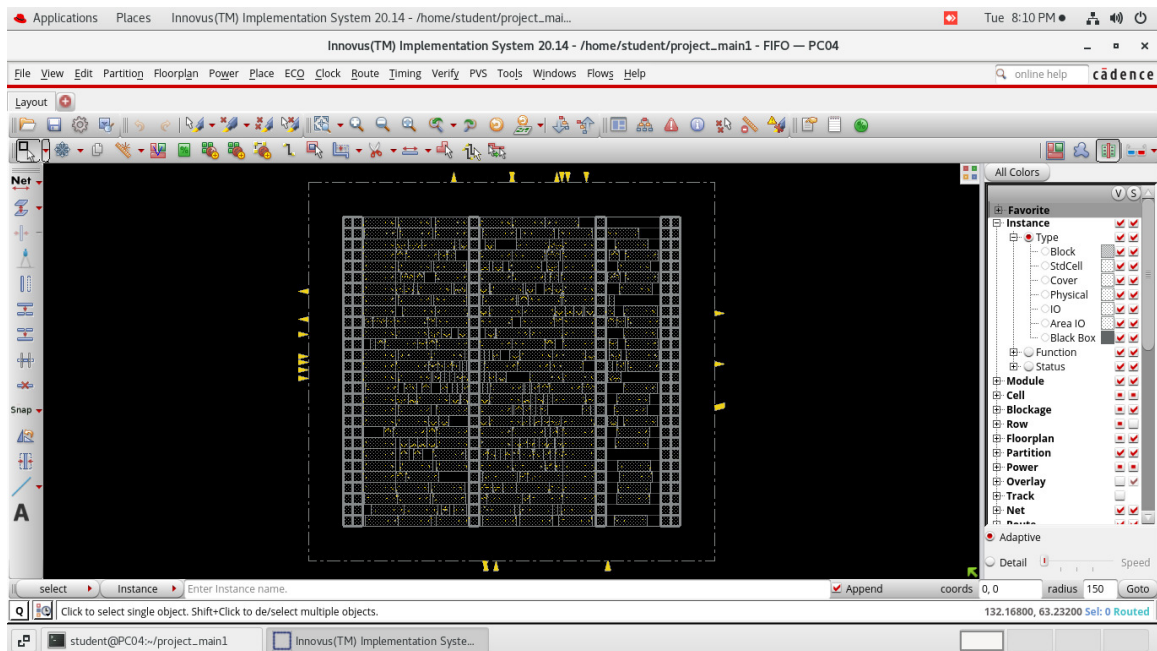 Applications Places Innovus(TM) Implementation System 20.14 - /home/student/project_mai... Tue 8:10 PM
Innovus(TM) Implementation System 20.14 - /home/student/project_main1 - FIFO — PC04
File View Edit Partition Floorplan Power Place ECO Clock Route Timing Verify PVS Tools Windows Flows Help online help cādence
Layout
All Colors
Net
V S
Favorite
Instance
Type
Block
StdCell
Cover
Physical
IO
Area IO
Black Box
Function
Status
Module
Cell
Snap
Blockage
Row
Floorplan
Partition
Power
Overlay
Track
Net
A
Adaptive
Detail Speed
select Instance Enter Instance name. Append coords 0, 0 radius 150 Goto
Q Click to select single object. Shift+Click to de/select multiple objects. 132.16800, 63.23200 Sel: 0 Routed
student@PC04:~/project_main1 Innovus(TM) Implementation Syste...